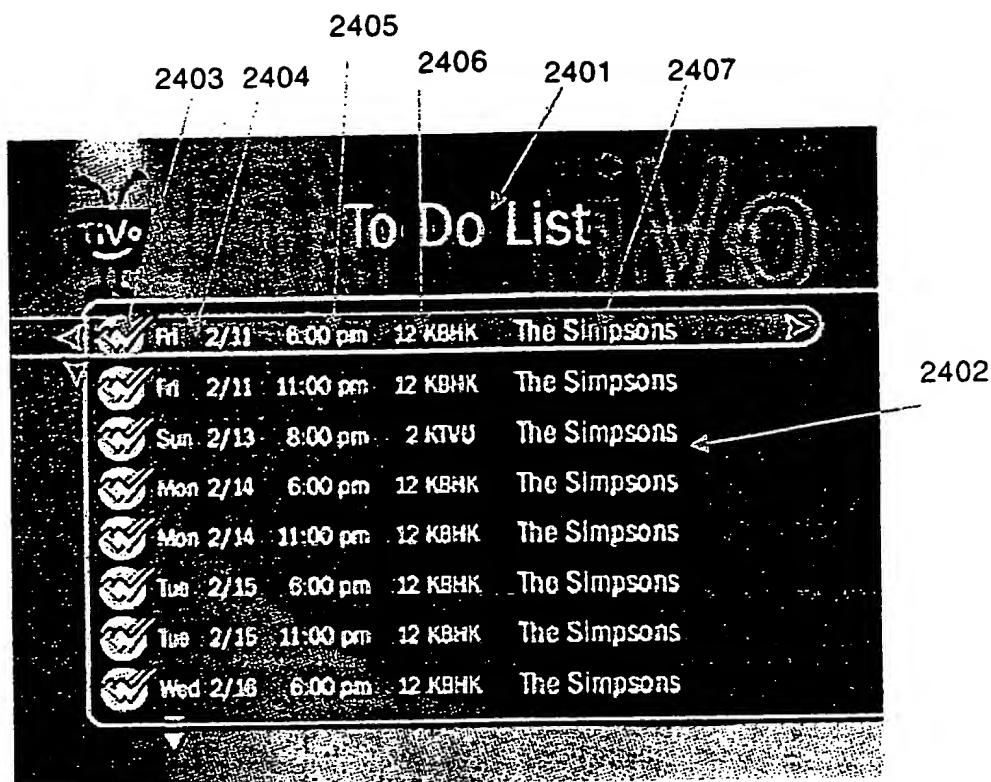 2405
2403 2404 2406 2401 2407
TiVo
To Do List
TiVo
Fri 2/11 6:00 pm 12 KBHK The Simpsons
Fri 2/11 11:00 pm 12 KBHK The Simpsons
2402
Sun 2/13 8:00 pm 2 KTVU The Simpsons
Mon 2/14 6:00 pm 12 KBHK The Simpsons
Mon 2/14 11:00 pm 12 KBHK The Simpsons
Tue 2/15 6:00 pm 12 KBHK The Simpsons
Tue 2/15 11:00 pm 12 KBHK The Simpsons
Wed 2/16 6:00 pm 12 KBHK The Simpsons